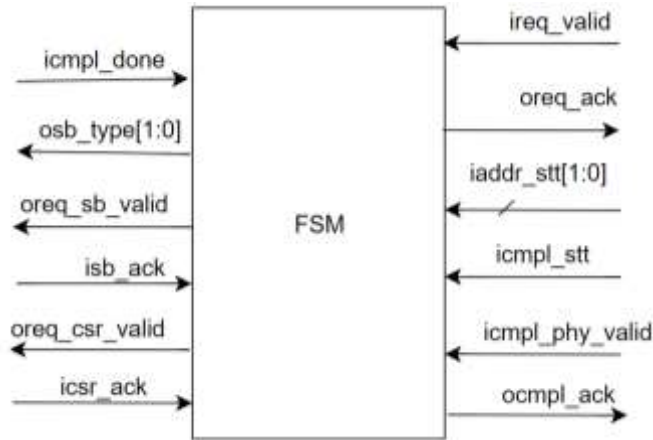 ireq_valid
icmpl_done
oreq_ack
osb_type[1:0]
iaddr_stt[1:0]
oreq_sb_valid
FSM
icmpl_stt
isb_ack
oreq_csr_valid
icmpl_phy_valid
icsr_ack
ocmpl_ack